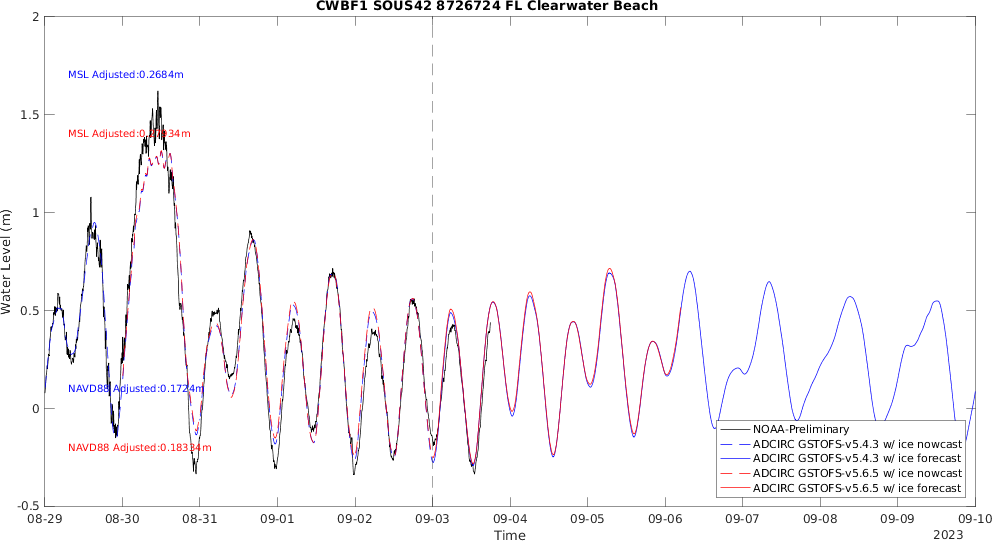 CWBF1 SOUS42 8726724 FL Clearwater Beach
Water Level (m)
2
1.5
1
0.5
0
-0.5
MSL Adjusted:0.2684m
NAVD88 Adjusted:0.1724m
NAVD88 Adjusted:0.18334m
NOAA-Preliminary
ADCIRC GSTOFS-v5.4.3 w/ ice nowcast
ADCIRC GSTOFS-v5.4.3 w/ ice forecast
ADCIRC GSTOFS-v5.6.5 w/ ice nowcast
ADCIRC GSTOFS-v5.6.5 w/ ice forecast
08-29 08-30 08-31 09-01 09-02 09-03 09-04 09-05 09-06 09-07 09-08 09-09 09-10
Time
2023
MSL Adjusted: